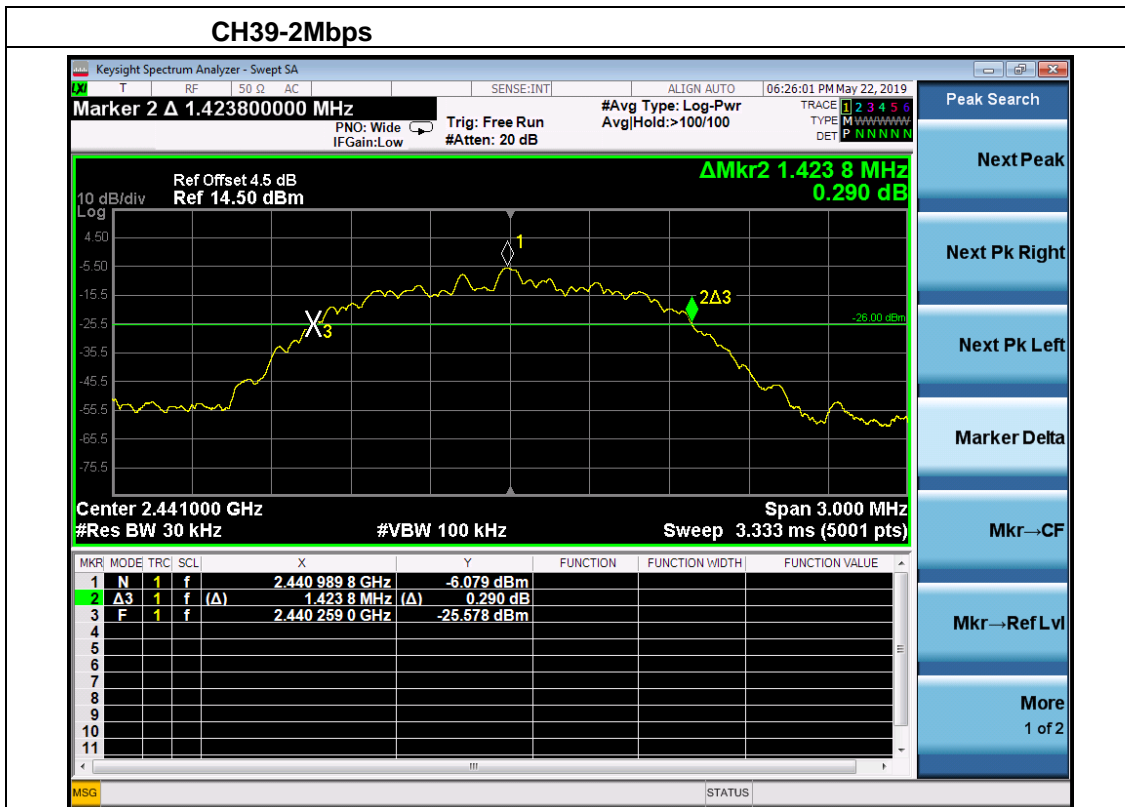 CH39-2Mbps
Keysight Spectrum Analyzer - Swept SA
LXI T RF 50 Ω AC SENSE:INT ALIGN AUTO 06:26:01 PM May 22, 2019
Marker 2 Δ 1.423800000 MHz
PNO: Wide
IFGain:Low
Trig: Free Run
#Atten: 20 dB
#Avg Type: Log-Pwr
Avg|Hold:>100/100
TRACE 1 2 3 4 5 6
TYPE M WWWWW
DET P N N N N N
Peak Search
Next Peak
Next Pk Right
Next Pk Left
Marker Delta
Mkr→CF
Mkr→Ref Lvl
More
1 of 2
ΔMkr2 1.423 8 MHz
0.290 dB
Ref Offset 4.5 dB
10 dB/div Ref 14.50 dBm
Log
4.50
-5.50
-15.5
-25.5
-35.5
-45.5
-55.5
-65.5
-75.5
1
2Δ3
3
-26.00 dBm
Center 2.441000 GHz Span 3.000 MHz
#Res BW 30 kHz #VBW 100 kHz Sweep 3.333 ms (5001 pts)
MKR MODE TRC SCL X Y FUNCTION FUNCTION WIDTH FUNCTION VALUE
1 N 1 f 2.440 989 8 GHz -6.079 dBm
2 Δ3 1 f (Δ) 1.423 8 MHz (Δ) 0.290 dB
3 F 1 f 2.440 259 0 GHz -25.578 dBm
4
5
6
7
8
9
10
11
MSG STATUS